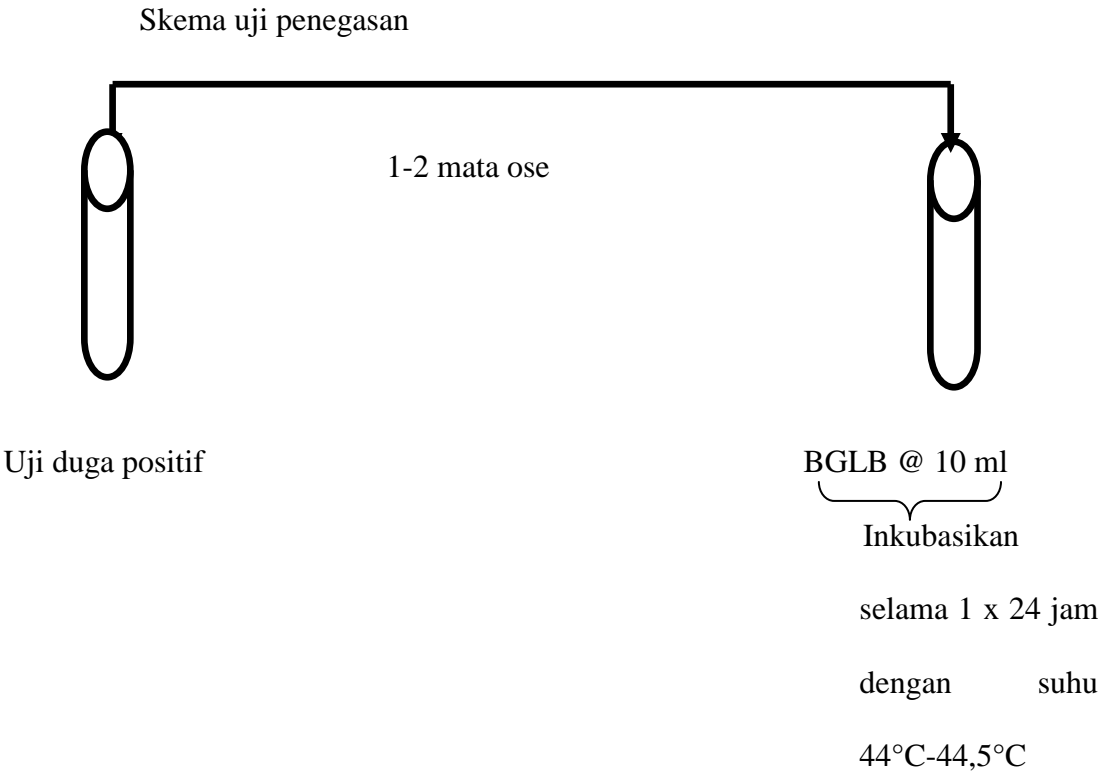 Skema uji penegasan
1-2 mata ose
Uji duga positif
BGLB @ 10 ml
Inkubasikan
selama 1 x 24 jam
dengan suhu
44°C-44,5°C